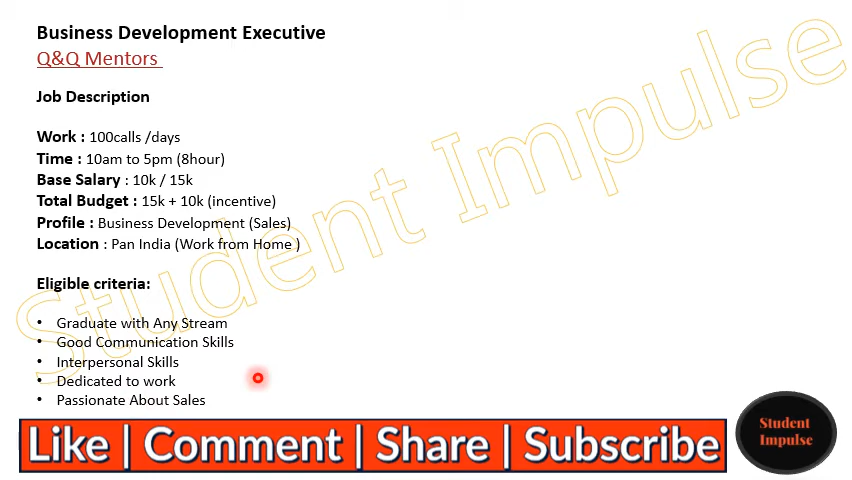 Business Development Executive
Q&Q Mentors
Job Description
Work : 100calls /days
Time : 10am to 5pm (8hour)
Base Salary : 10k / 15k
Total Budget : 15k + 10k (incentive)
Profile : Business Development (Sales)
Location : Pan India (Work from Home )
Eligible criteria:
• Graduate with Any Stream
• Good Communication Skills
• Interpersonal Skills
• Dedicated to work
• Passionate About Sales
Student Impulse
Like | Comment | Share | Subscribe
Student
Impulse